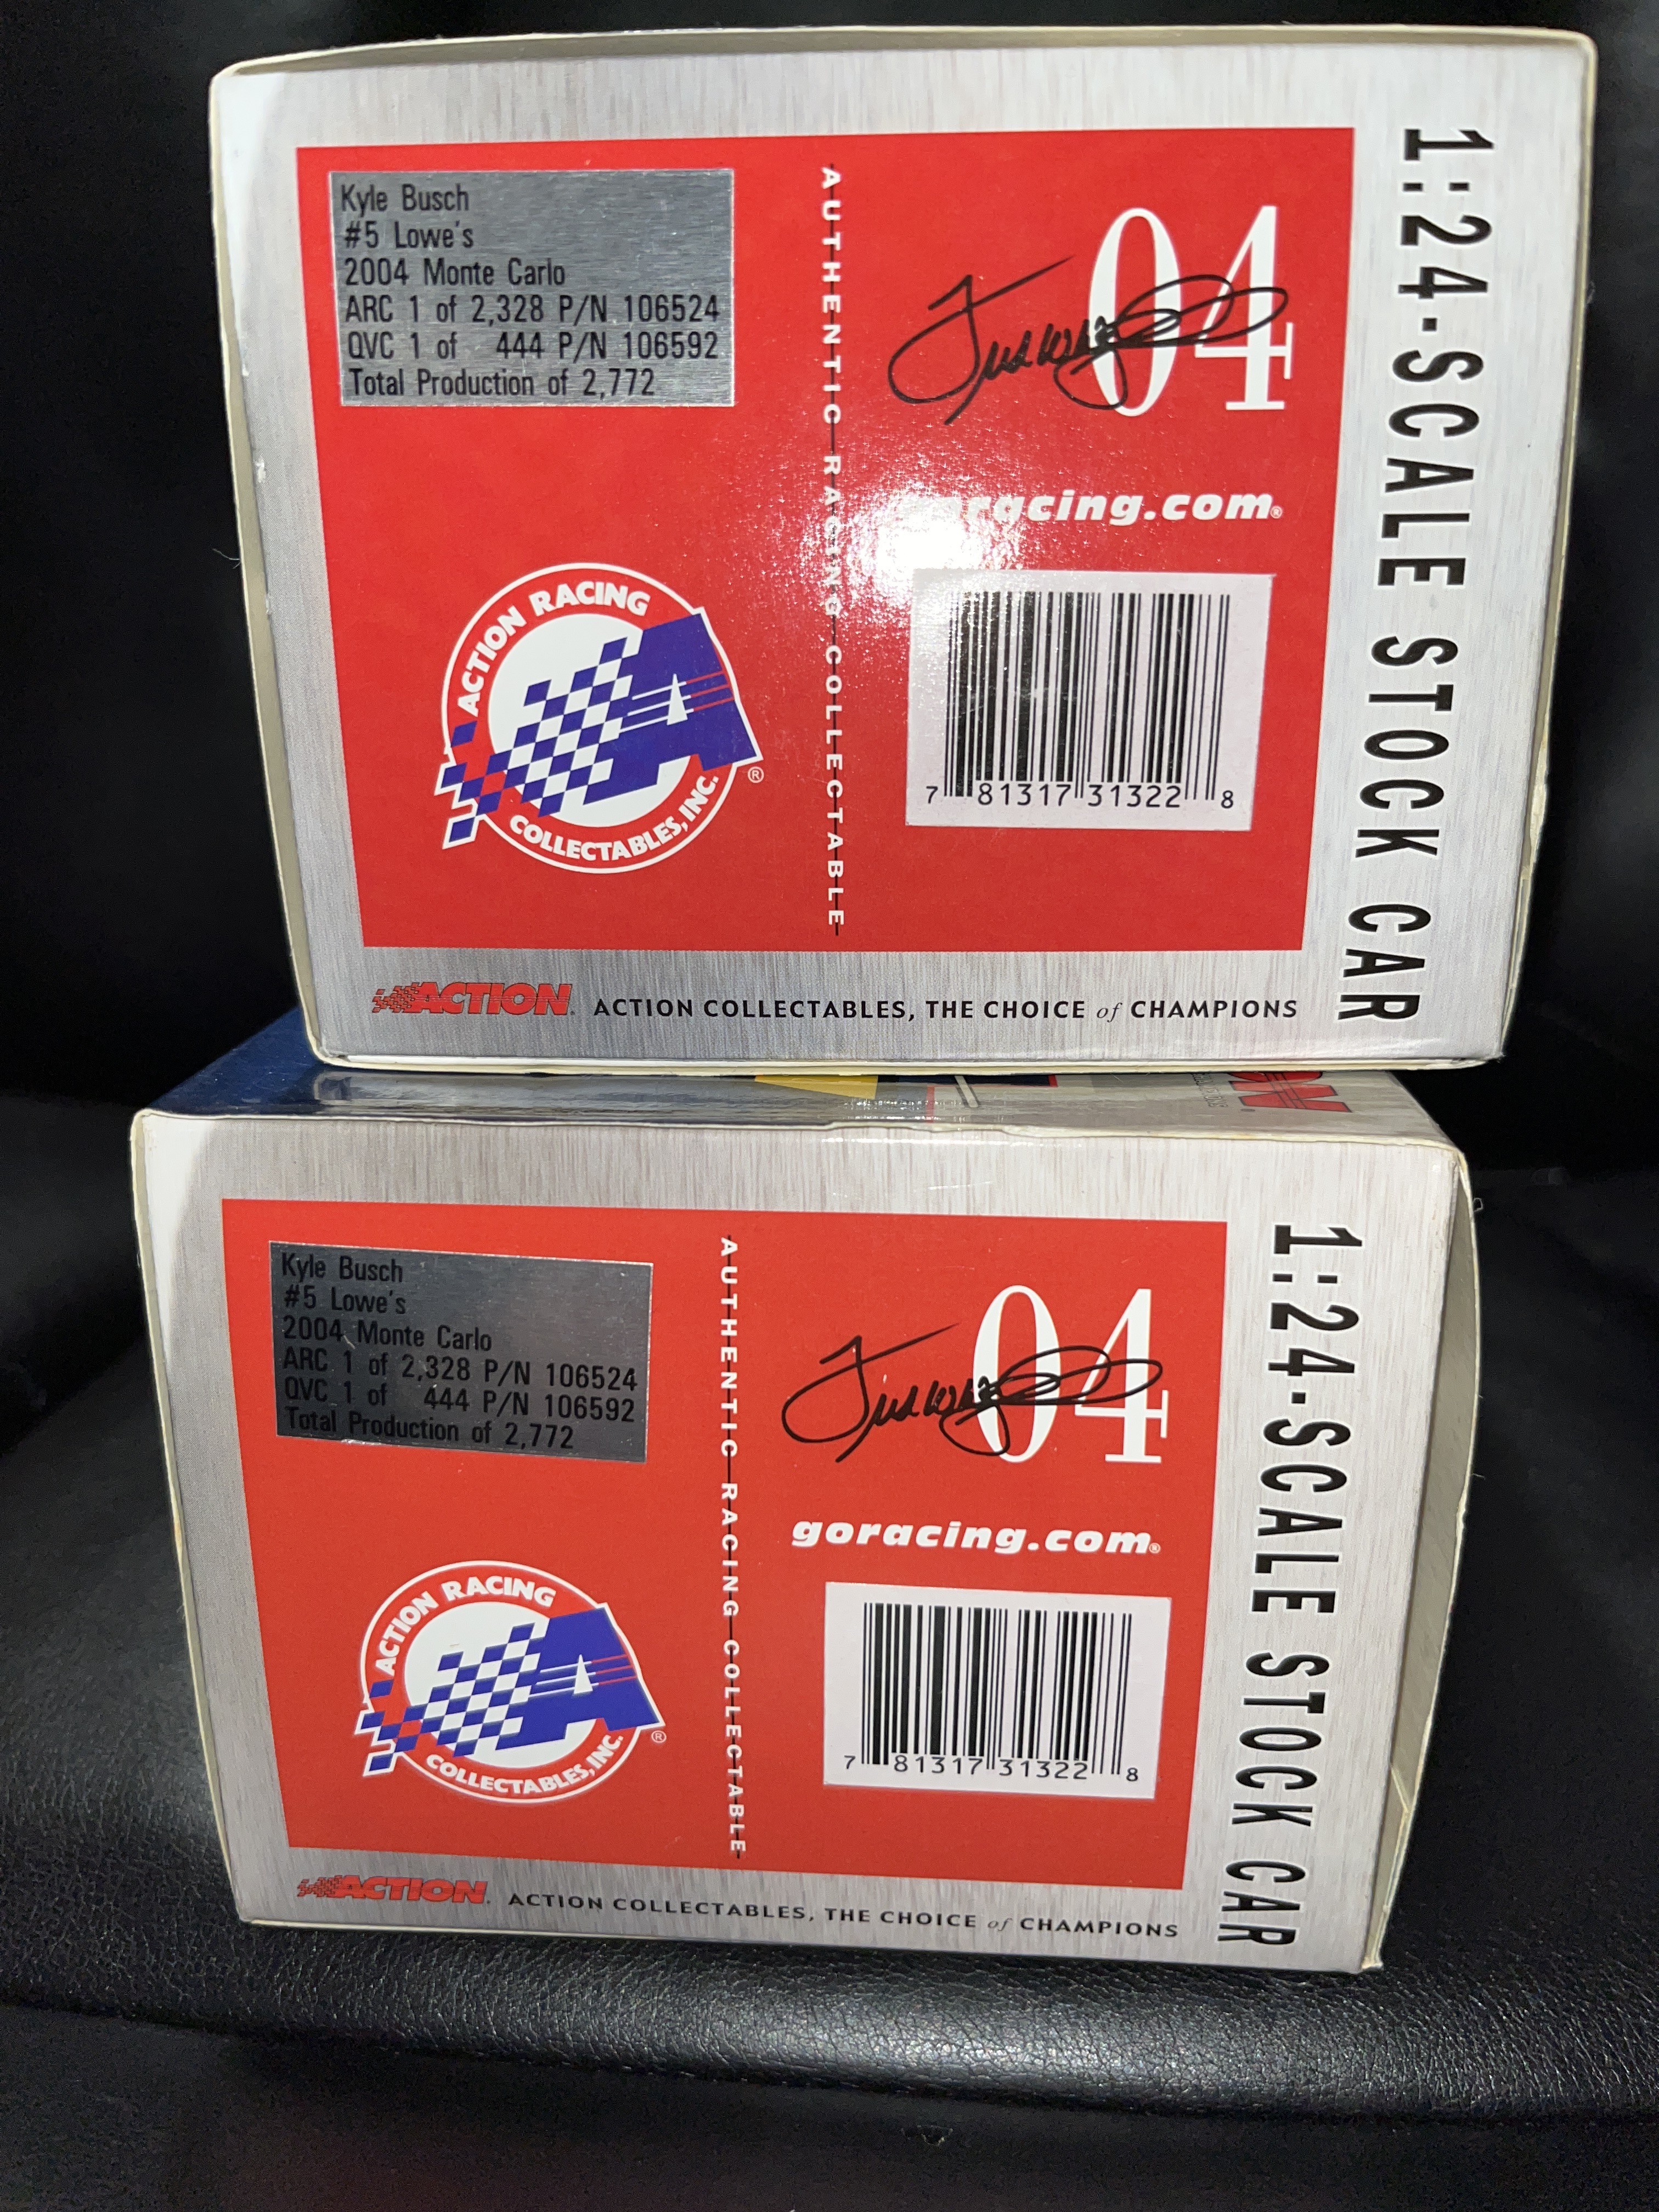 Kyle Busch
#5 Lowe's
2004 Monte Carlo
ARC 1 of 2,328 P/N 106524
QVC 1 of 444 P/N 106592
Total Production of 2,772
AUTHENTIC RACING COLLECTABLE
04
goracing.com®
ACTION RACING
A
COLLECTABLES, INC.®
7 81317 31322 8
1:24-SCALE STOCK CAR
ACTION. ACTION COLLECTABLES, THE CHOICE of CHAMPIONS
Kyle Busch
#5 Lowe's
2004 Monte Carlo
ARC 1 of 2,328 P/N 106524
QVC 1 of 444 P/N 106592
Total Production of 2,772
AUTHENTIC RACING COLLECTABLE
04
goracing.com®
ACTION RACING
A
COLLECTABLES, INC.®
7 81317 31322 8
1:24-SCALE STOCK CAR
ACTION. ACTION COLLECTABLES, THE CHOICE of CHAMPIONS